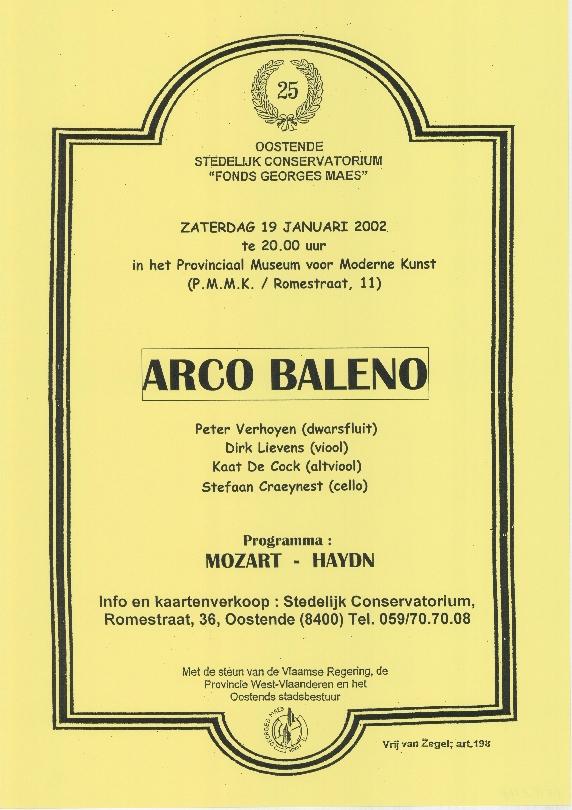 25
OOSTENDE
STEDELIJK CONSERVATORIUM
"FONDS GEORGES MAES"
ZATERDAG 19 JANUARI 2002
te 20.00 uur
in het Provinciaal Museum voor Moderne Kunst
(P.M.M.K. / Romestraat, 11)
ARCO BALENO
Peter Verhoyen (dwarsfluit)
Dirk Lievens (viool)
Kaat De Cock (altviool)
Stefaan Craeynest (cello)
Programma :
MOZART - HAYDN
Info en kaartenverkoop : Stedelijk Conservatorium,
Romestraat, 36, Oostende (8400) Tel. 059/70.70.08
Met de steun van de Vlaamse Regering, de
Provincie West-Vlaanderen en het
Oostends stadsbestuur
Vrij van Zegel; art.198